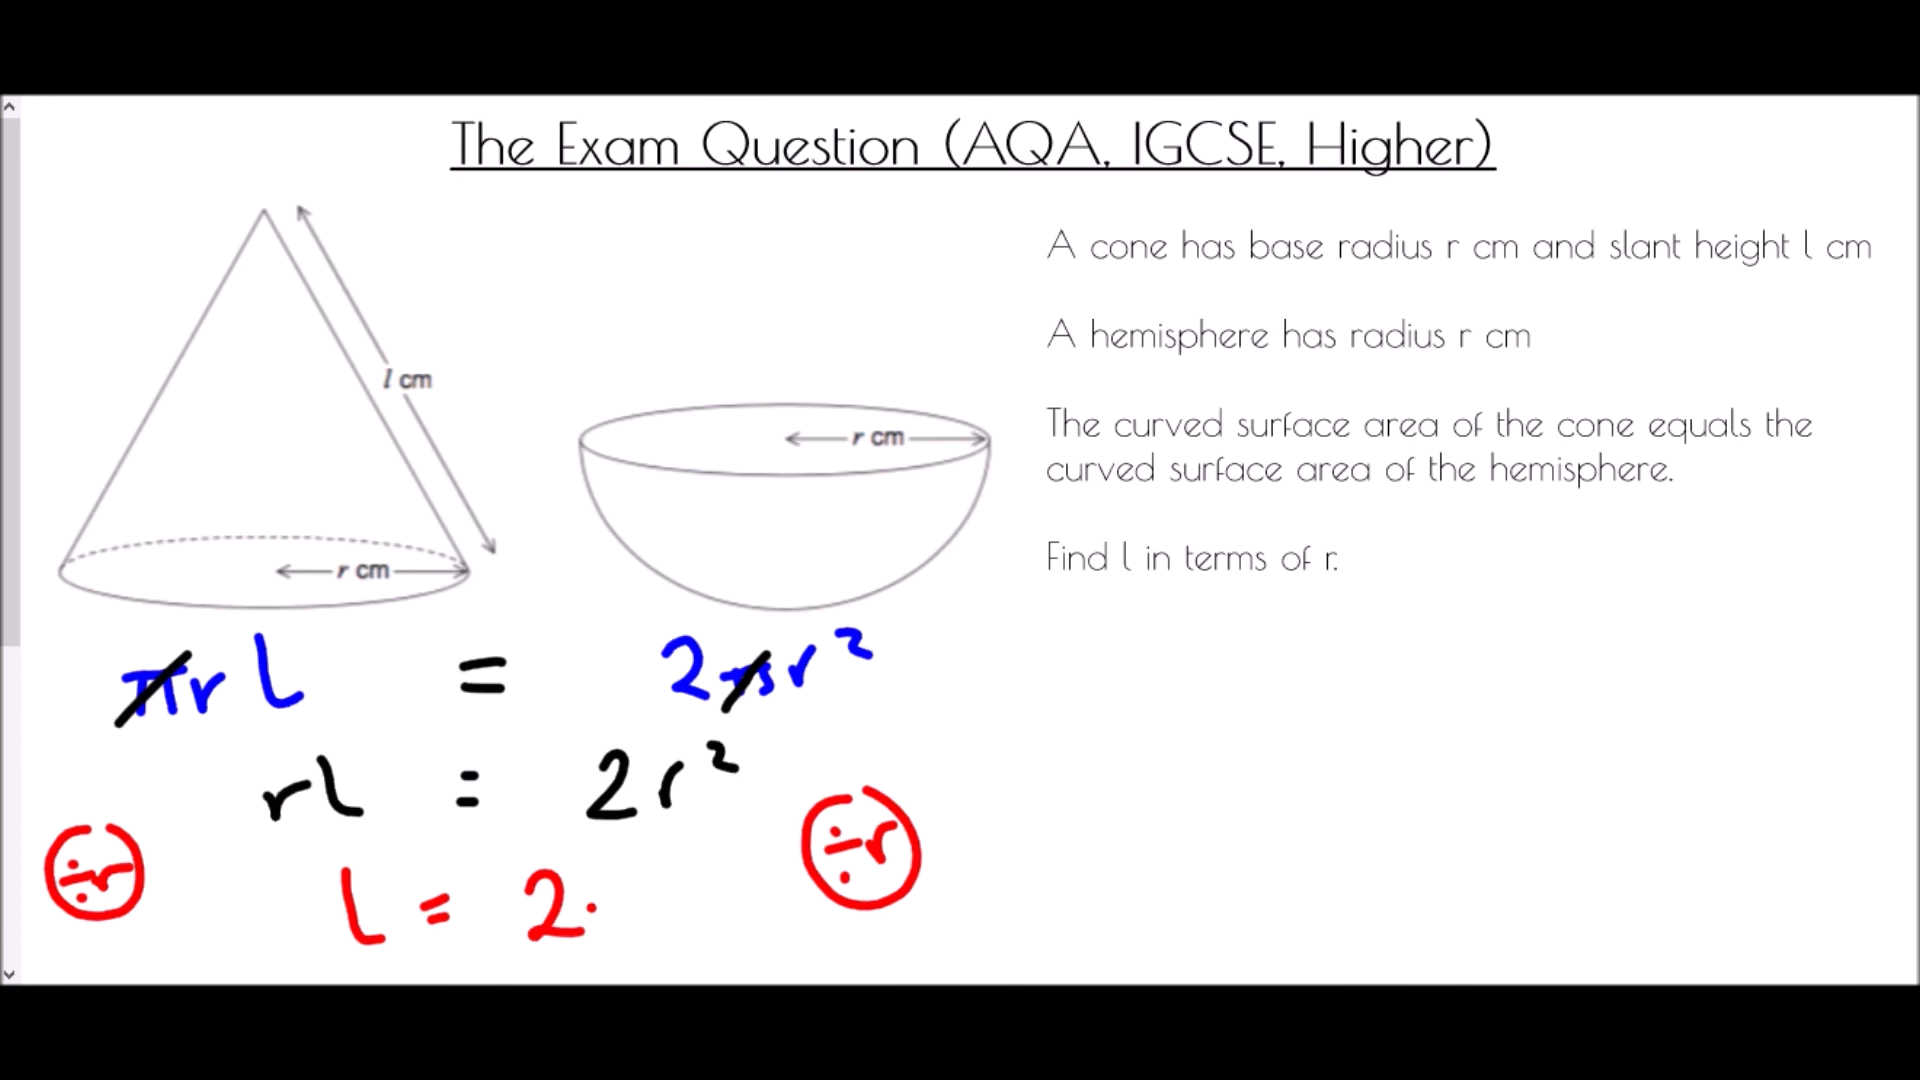 The Exam Question (AQA, IGCSE, Higher)
A cone has base radius r cm and slant height l cm
A hemisphere has radius r cm
The curved surface area of the cone equals the
curved surface area of the hemisphere.
Find l in terms of r.
l cm
r cm
r cm
πrl = 2πr²
rl = 2r²
÷r
÷r
l = 2.